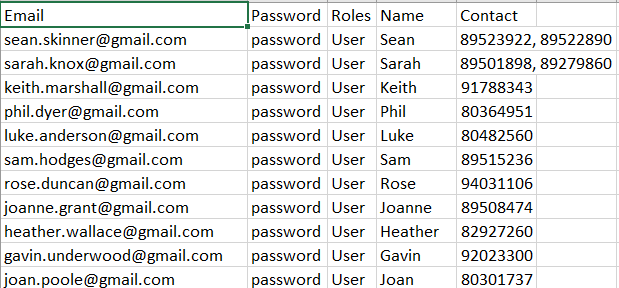 Email Password Roles Name Contact
sean.skinner@gmail.com password User Sean 89523922, 89522890
sarah.knox@gmail.com password User Sarah 89501898, 89279860
keith.marshall@gmail.com password User Keith 91788343
phil.dyer@gmail.com password User Phil 80364951
luke.anderson@gmail.com password User Luke 80482560
sam.hodges@gmail.com password User Sam 89515236
rose.duncan@gmail.com password User Rose 94031106
joanne.grant@gmail.com password User Joanne 89508474
heather.wallace@gmail.com password User Heather 82927260
gavin.underwood@gmail.com password User Gavin 92023300
joan.poole@gmail.com password User Joan 80301737